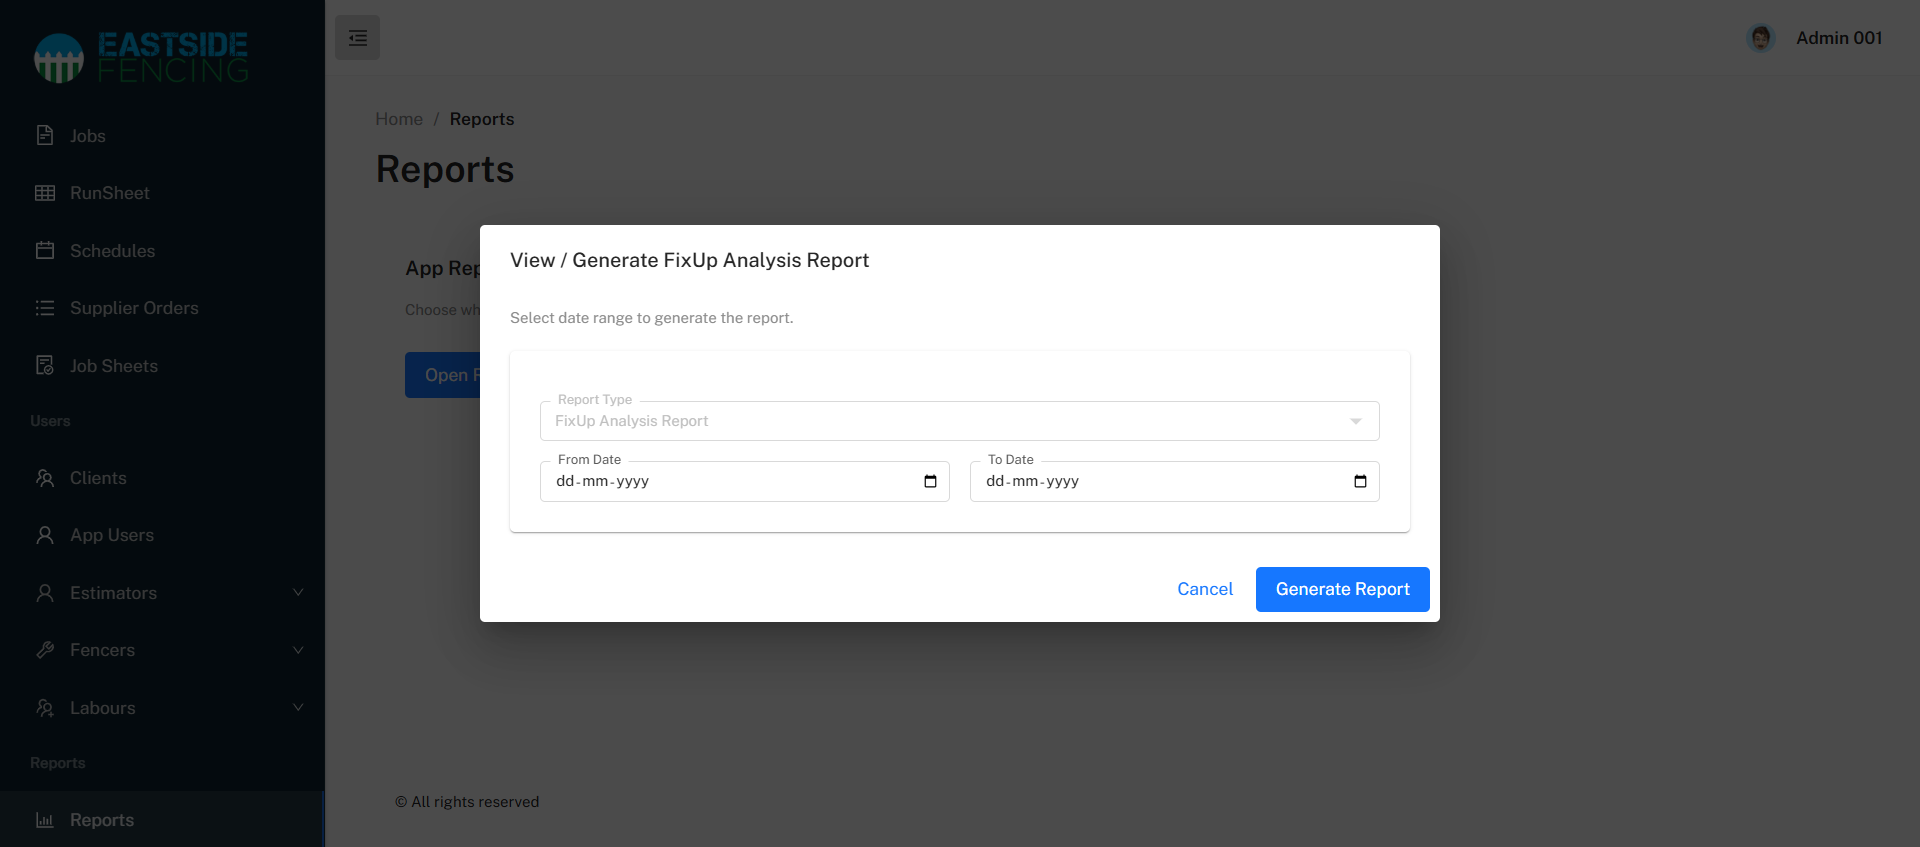 EASTSIDE
FENCING
Admin 001
Jobs
RunSheet
Schedules
Supplier Orders
Job Sheets
Users
Clients
App Users
Estimators
Fencers
Labours
Reports
Reports
Home / Reports
Reports
App Rep
Choose wh
Open F
View / Generate FixUp Analysis Report
Select date range to generate the report.
Report Type
FixUp Analysis Report
From Date
dd-mm-yyyy
To Date
dd-mm-yyyy
Cancel
Generate Report
© All rights reserved